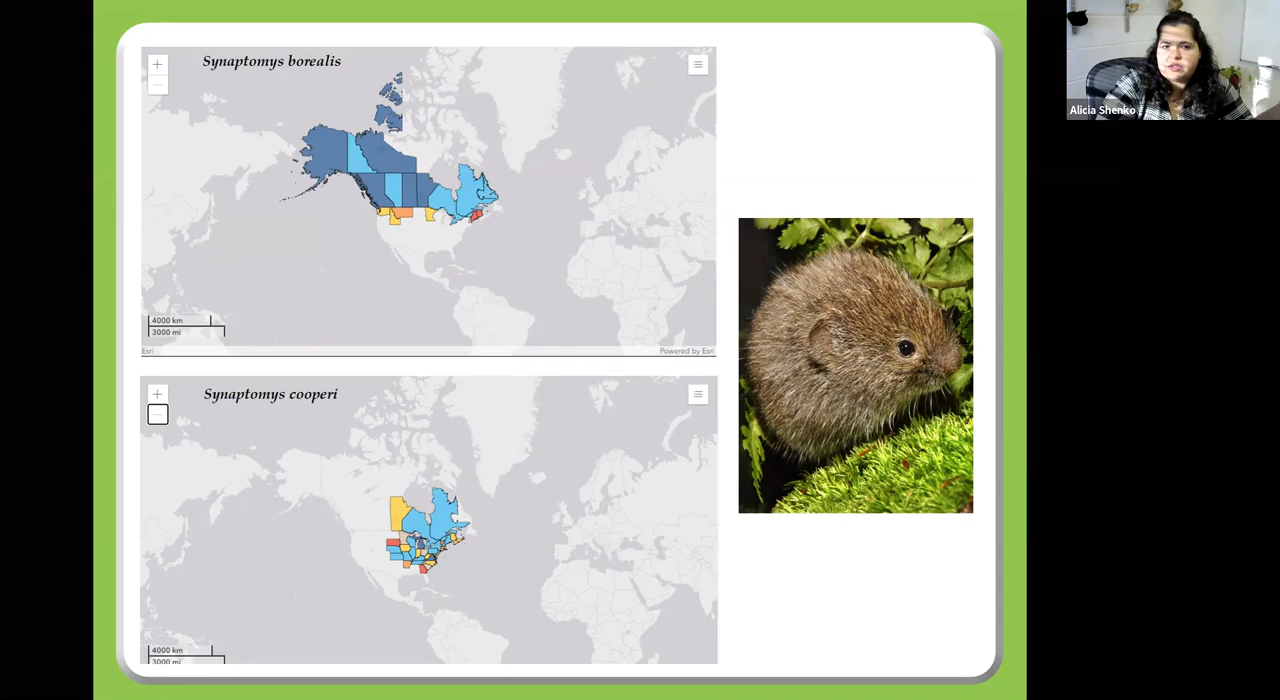 Synaptomys borealis
+
−
4000 km
3000 mi
Esri
Powered by Esri
Synaptomys cooperi
+
−
4000 km
3000 mi
Alicia Shenko